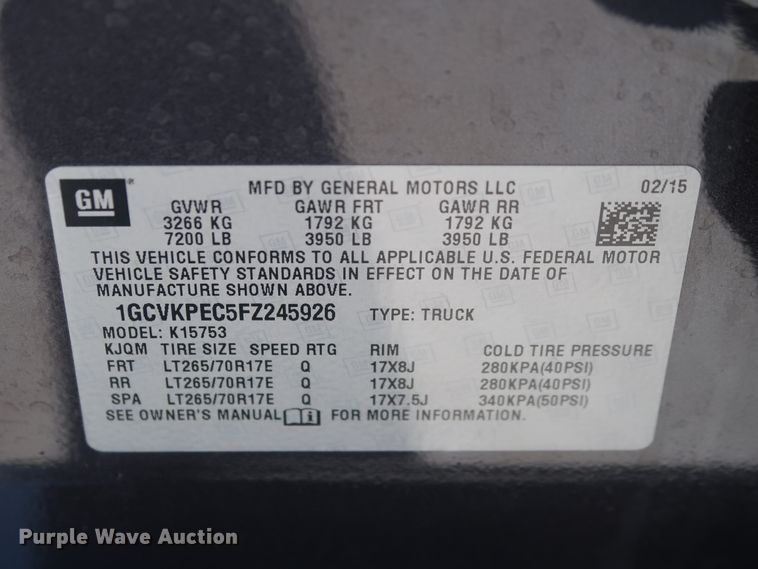 GM ® MFD BY GENERAL MOTORS LLC 02/15
GVWR GAWR FRT GAWR RR
3266 KG 1792 KG 1792 KG
7200 LB 3950 LB 3950 LB
THIS VEHICLE CONFORMS TO ALL APPLICABLE U.S. FEDERAL MOTOR
VEHICLE SAFETY STANDARDS IN EFFECT ON THE DATE OF
MANUFACTURE SHOWN ABOVE.
1GCVKPEC5FZ245926 TYPE: TRUCK
MODEL: K15753
KJQM TIRE SIZE SPEED RTG RIM COLD TIRE PRESSURE
FRT LT265/70R17E Q 17X8J 280KPA(40PSI)
RR LT265/70R17E Q 17X8J 280KPA(40PSI)
SPA LT265/70R17E Q 17X7.5J 340KPA(50PSI)
SEE OWNER'S MANUAL i FOR MORE INFORMATION.
Purple Wave Auction